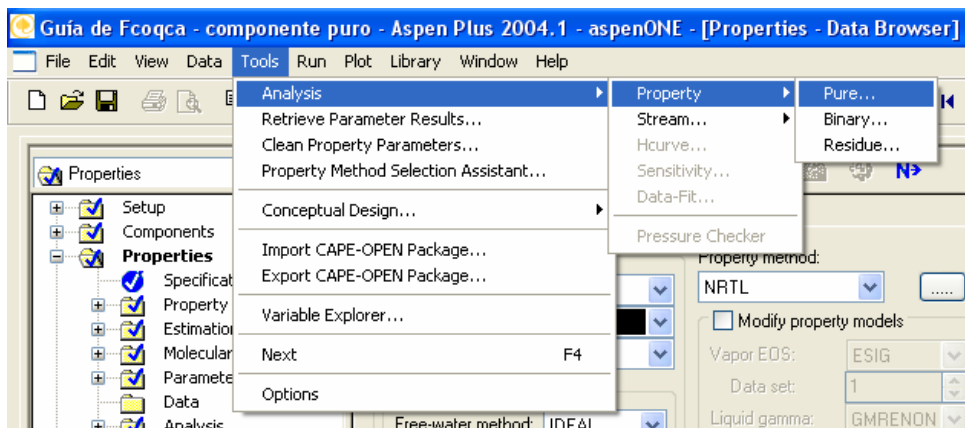 Guía de Fcoqca - componente puro - Aspen Plus 2004.1 - aspenONE - [Properties - Data Browser]
File Edit View Data Tools Run Plot Library Window Help
Analysis
Retrieve Parameter Results...
Clean Property Parameters...
Property Method Selection Assistant...
Conceptual Design...
Import CAPE-OPEN Package...
Export CAPE-OPEN Package...
Variable Explorer...
Next F4
Options
Property
Stream...
Hcurve...
Sensitivity...
Data-Fit...
Pressure Checker
Pure...
Binary...
Residue...
N
Properties
Setup
Components
Properties
Specificat
Property
Estimation
Molecular
Paramete
Data
Analysis
Property method:
NRTL
.....
Modify property models
Vapor EOS: ESIG
Data set: 1
Liquid gamma: GMRENON
Free-water method: IDEAL